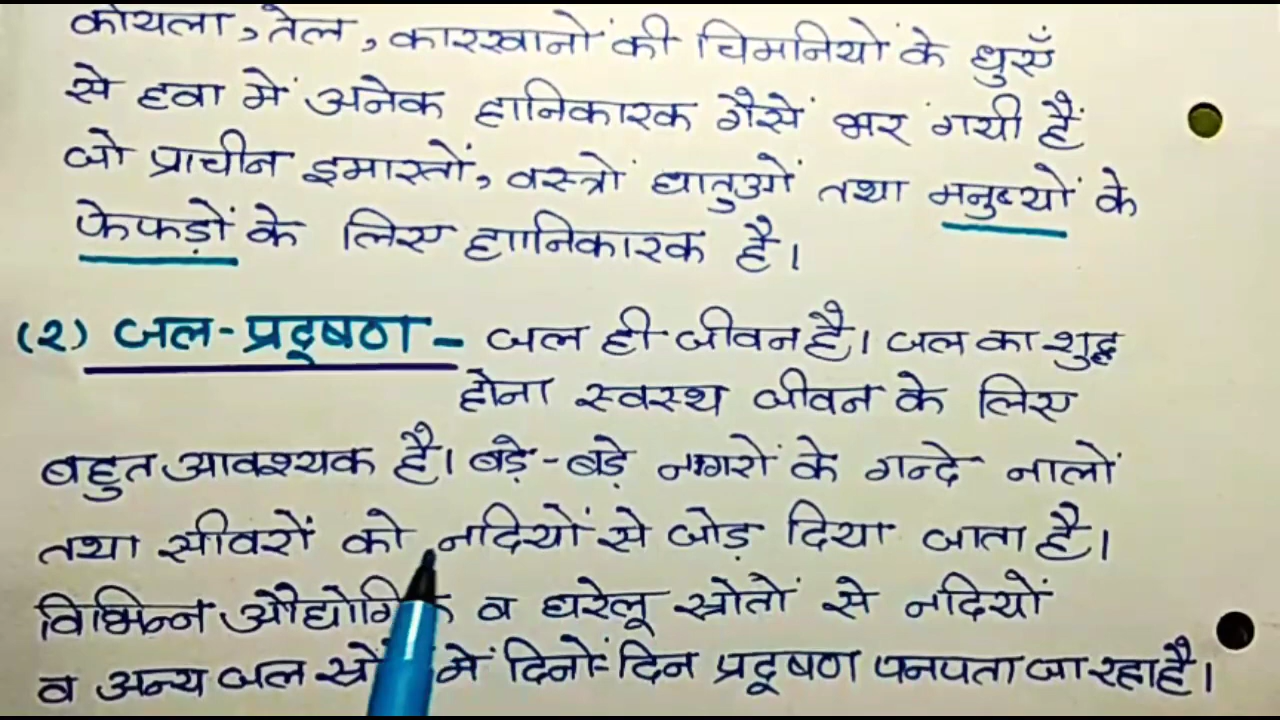 कोयला, तेल, कारखानों की चिमनियों के धुएँ
से हवा में अनेक हानिकारक गैसें भर गयी हैं
जो प्राचीन इमारतों, वस्त्रों धातुओं तथा मनुष्यों के
फेफड़ों के लिए हानिकारक है।
(२) जल-प्रदूषण - जल ही जीवन है। जल का शुद्ध
होना स्वस्थ जीवन के लिए
बहुत आवश्यक है। बड़े-बड़े नगरों के गन्दे नालों
तथा सीवरों को नदियों से जोड़ दिया जाता है।
विभिन्न औद्योगिक व घरेलू स्रोतों से नदियों
व अन्य जल में दिनों-दिन प्रदूषण पनपता जा रहा है।